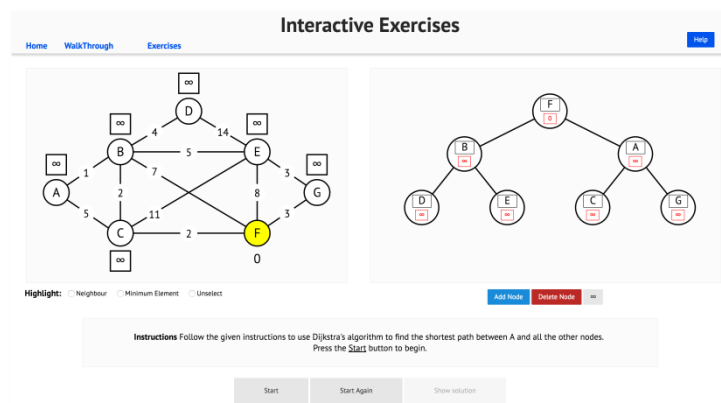 Interactive Exercises
Home WalkThrough Exercises
Help
∞
D
∞ 4 14 ∞
B 5 E
∞ 1 7 3 ∞
A 2 8 G
5 11 3
C 2 F
∞ 0
F
0
B A
∞ ∞
D E C G
∞ ∞ ∞ ∞
Highlight: Neighbour Minimum Element Unselect
Add Node Delete Node ∞
Instructions Follow the given instructions to use Dijkstra's algorithm to find the shortest path between A and all the other nodes.
Press the Start button to begin.
Start Start Again Show solution